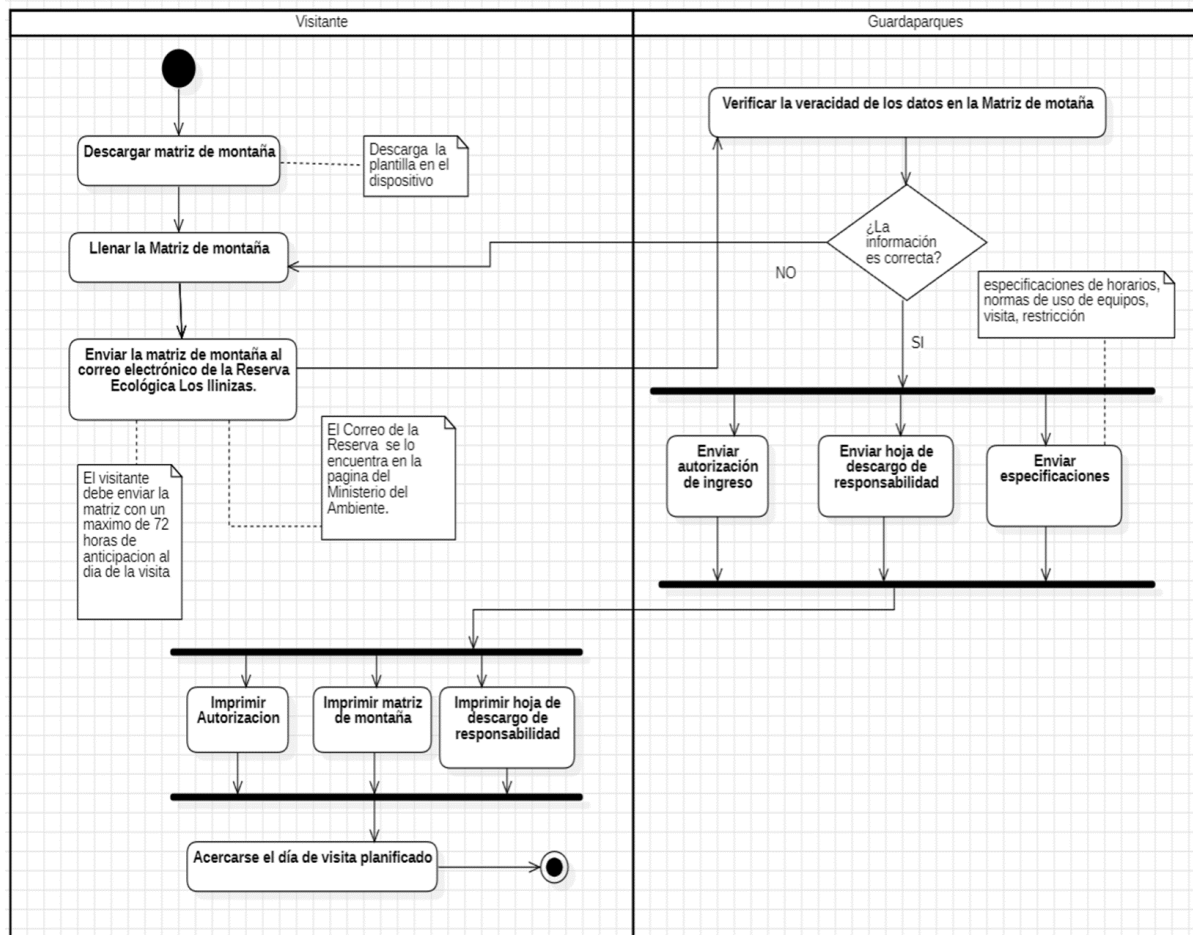 Visitante
Guardaparques
Descargar matriz de montaña
Descarga la
plantilla en el
dispositivo
Llenar la Matriz de montaña
Enviar la matriz de montaña al
correo electrónico de la Reserva
Ecológica Los Ilinizas.
El visitante
debe enviar la
matriz con un
maximo de 72
horas de
anticipacion al
dia de la visita
El Correo de la
Reserva se lo
encuentra en la
pagina del
Ministerio del
Ambiente.
Verificar la veracidad de los datos en la Matriz de motaña
¿La
información
es correcta?
NO
SI
especificaciones de horarios,
normas de uso de equipos,
visita, restricción
Enviar
autorización
de ingreso
Enviar hoja de
descargo de
responsabilidad
Enviar
especificaciones
Imprimir
Autorizacion
Imprimir matriz
de montaña
Imprimir hoja de
descargo de
responsabilidad
Acercarse el día de visita planificado